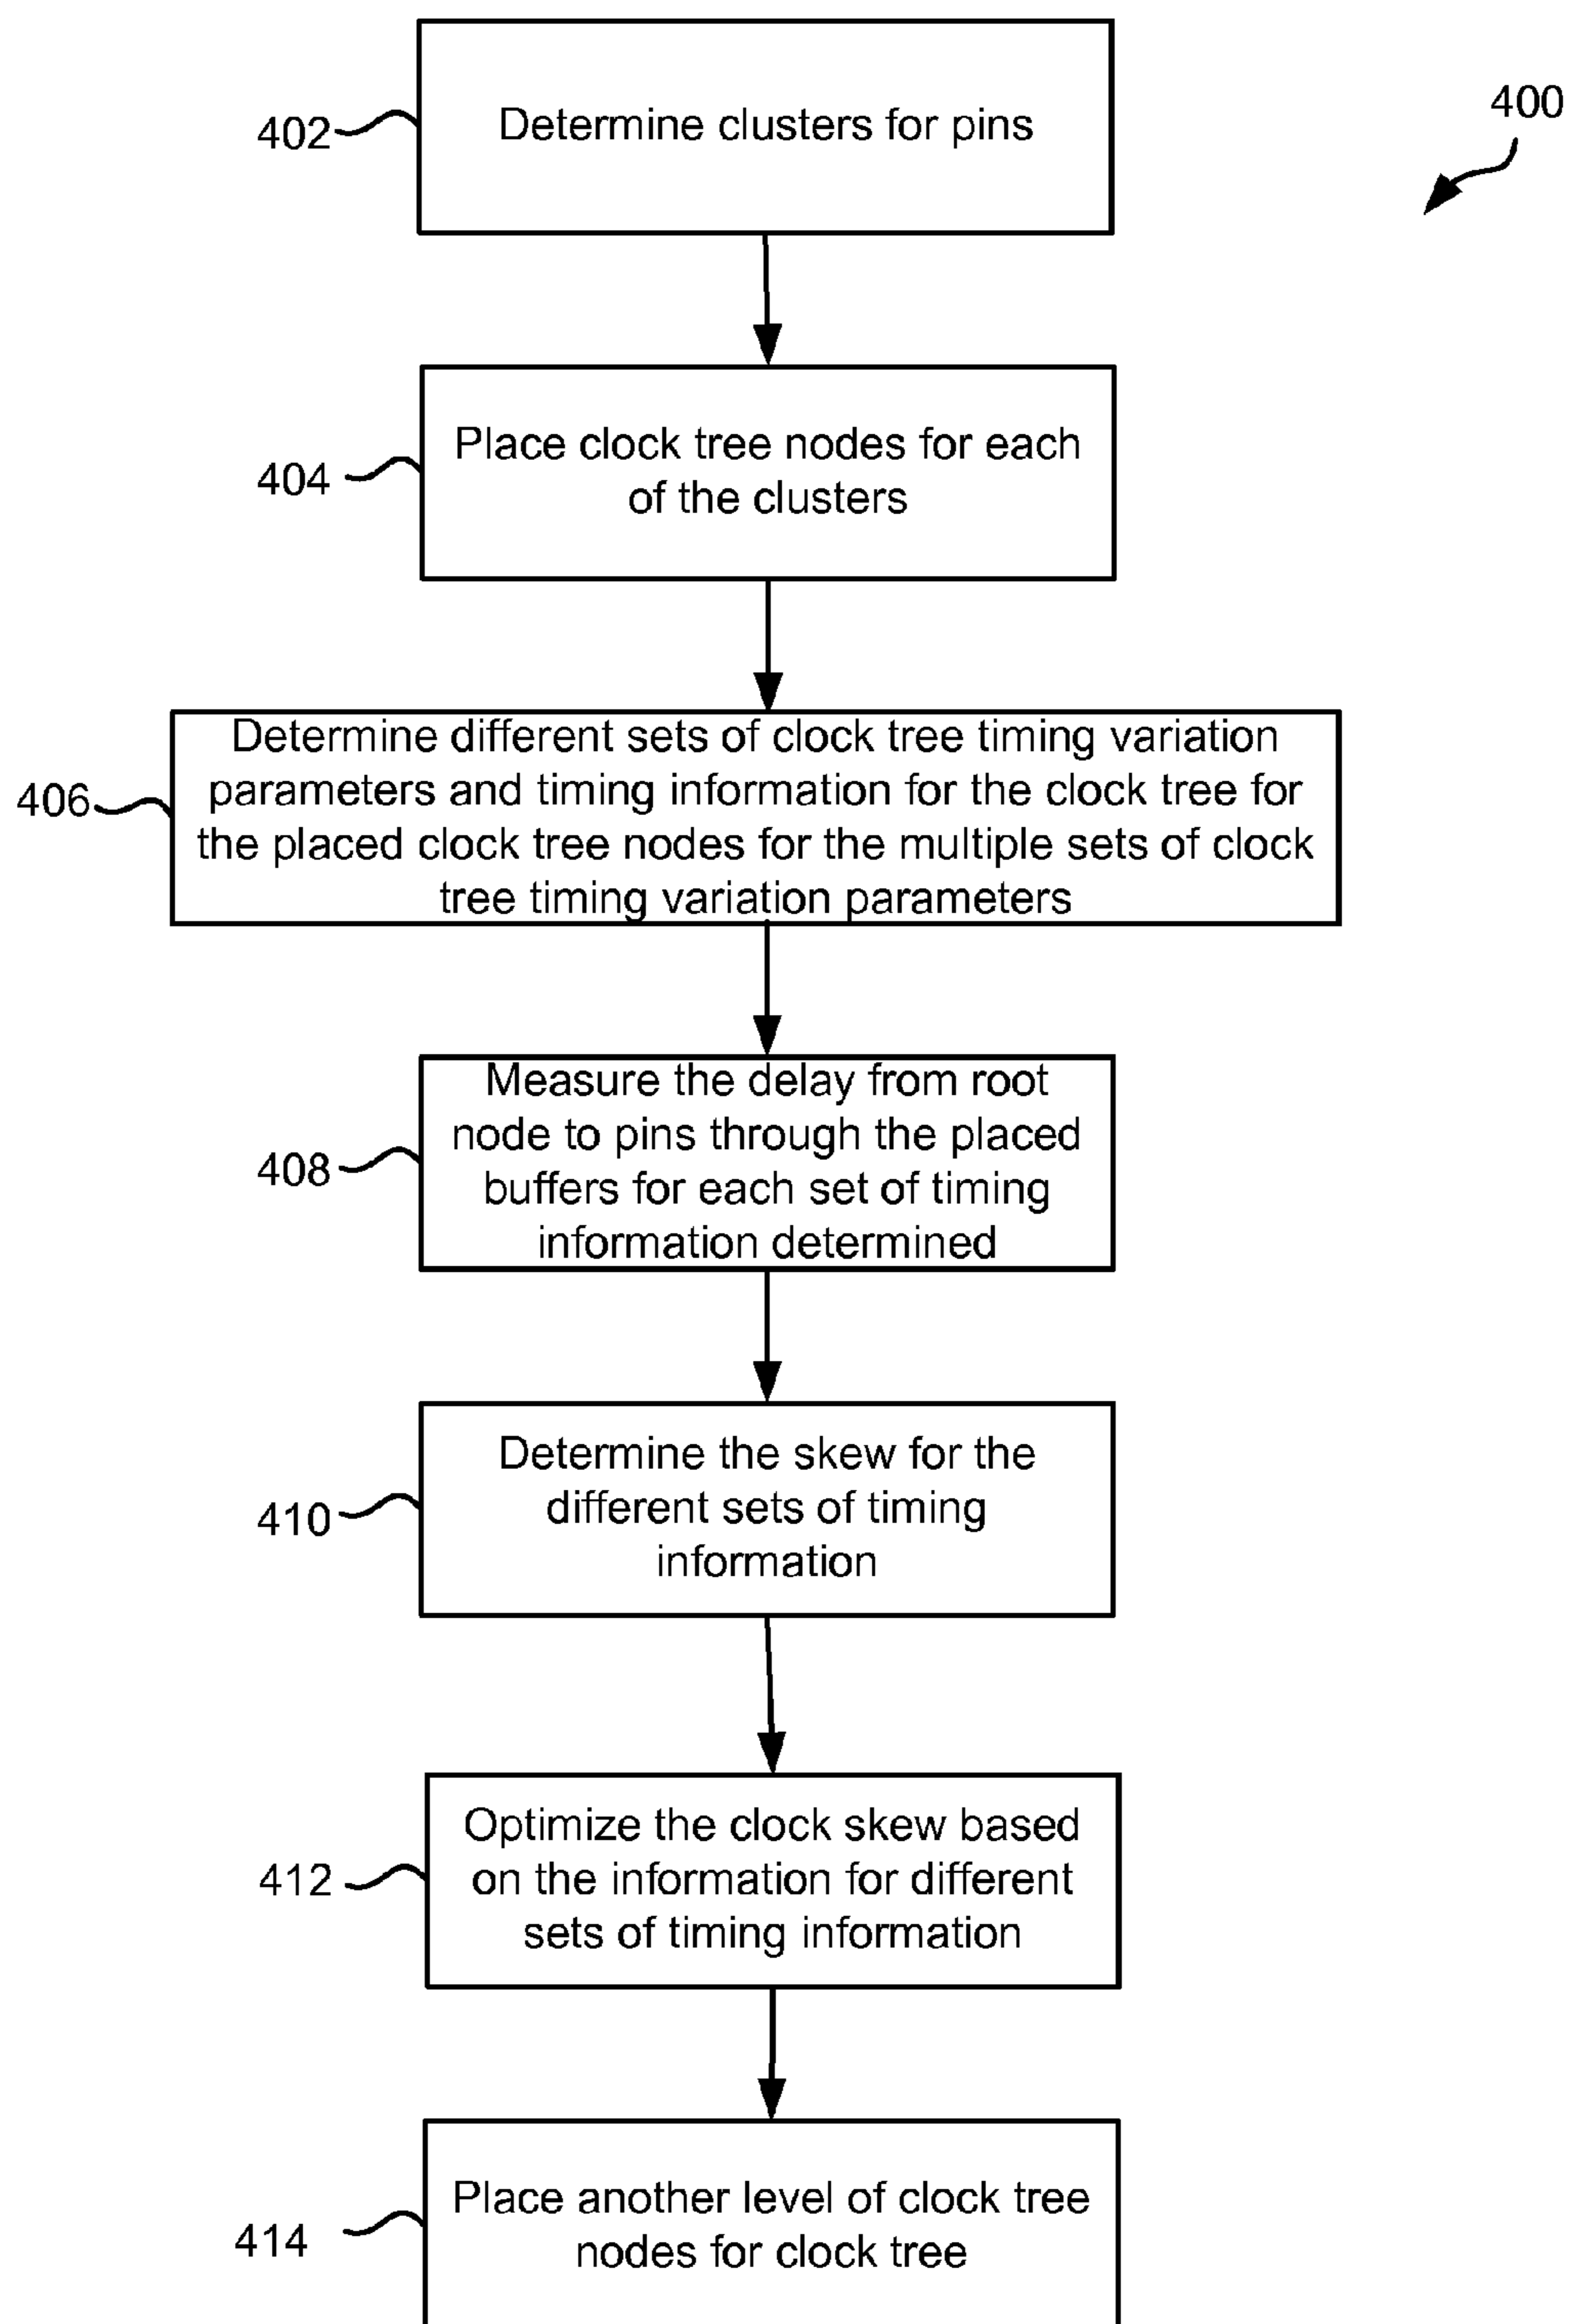 400
402
Determine clusters for pins
404
Place clock tree nodes for each
of the clusters
406
Determine different sets of clock tree timing variation
parameters and timing information for the clock tree for
the placed clock tree nodes for the multiple sets of clock
tree timing variation parameters
408
Measure the delay from root
node to pins through the placed
buffers for each set of timing
information determined
410
Determine the skew for the
different sets of timing
information
412
Optimize the clock skew based
on the information for different
sets of timing information
414
Place another level of clock tree
nodes for clock tree